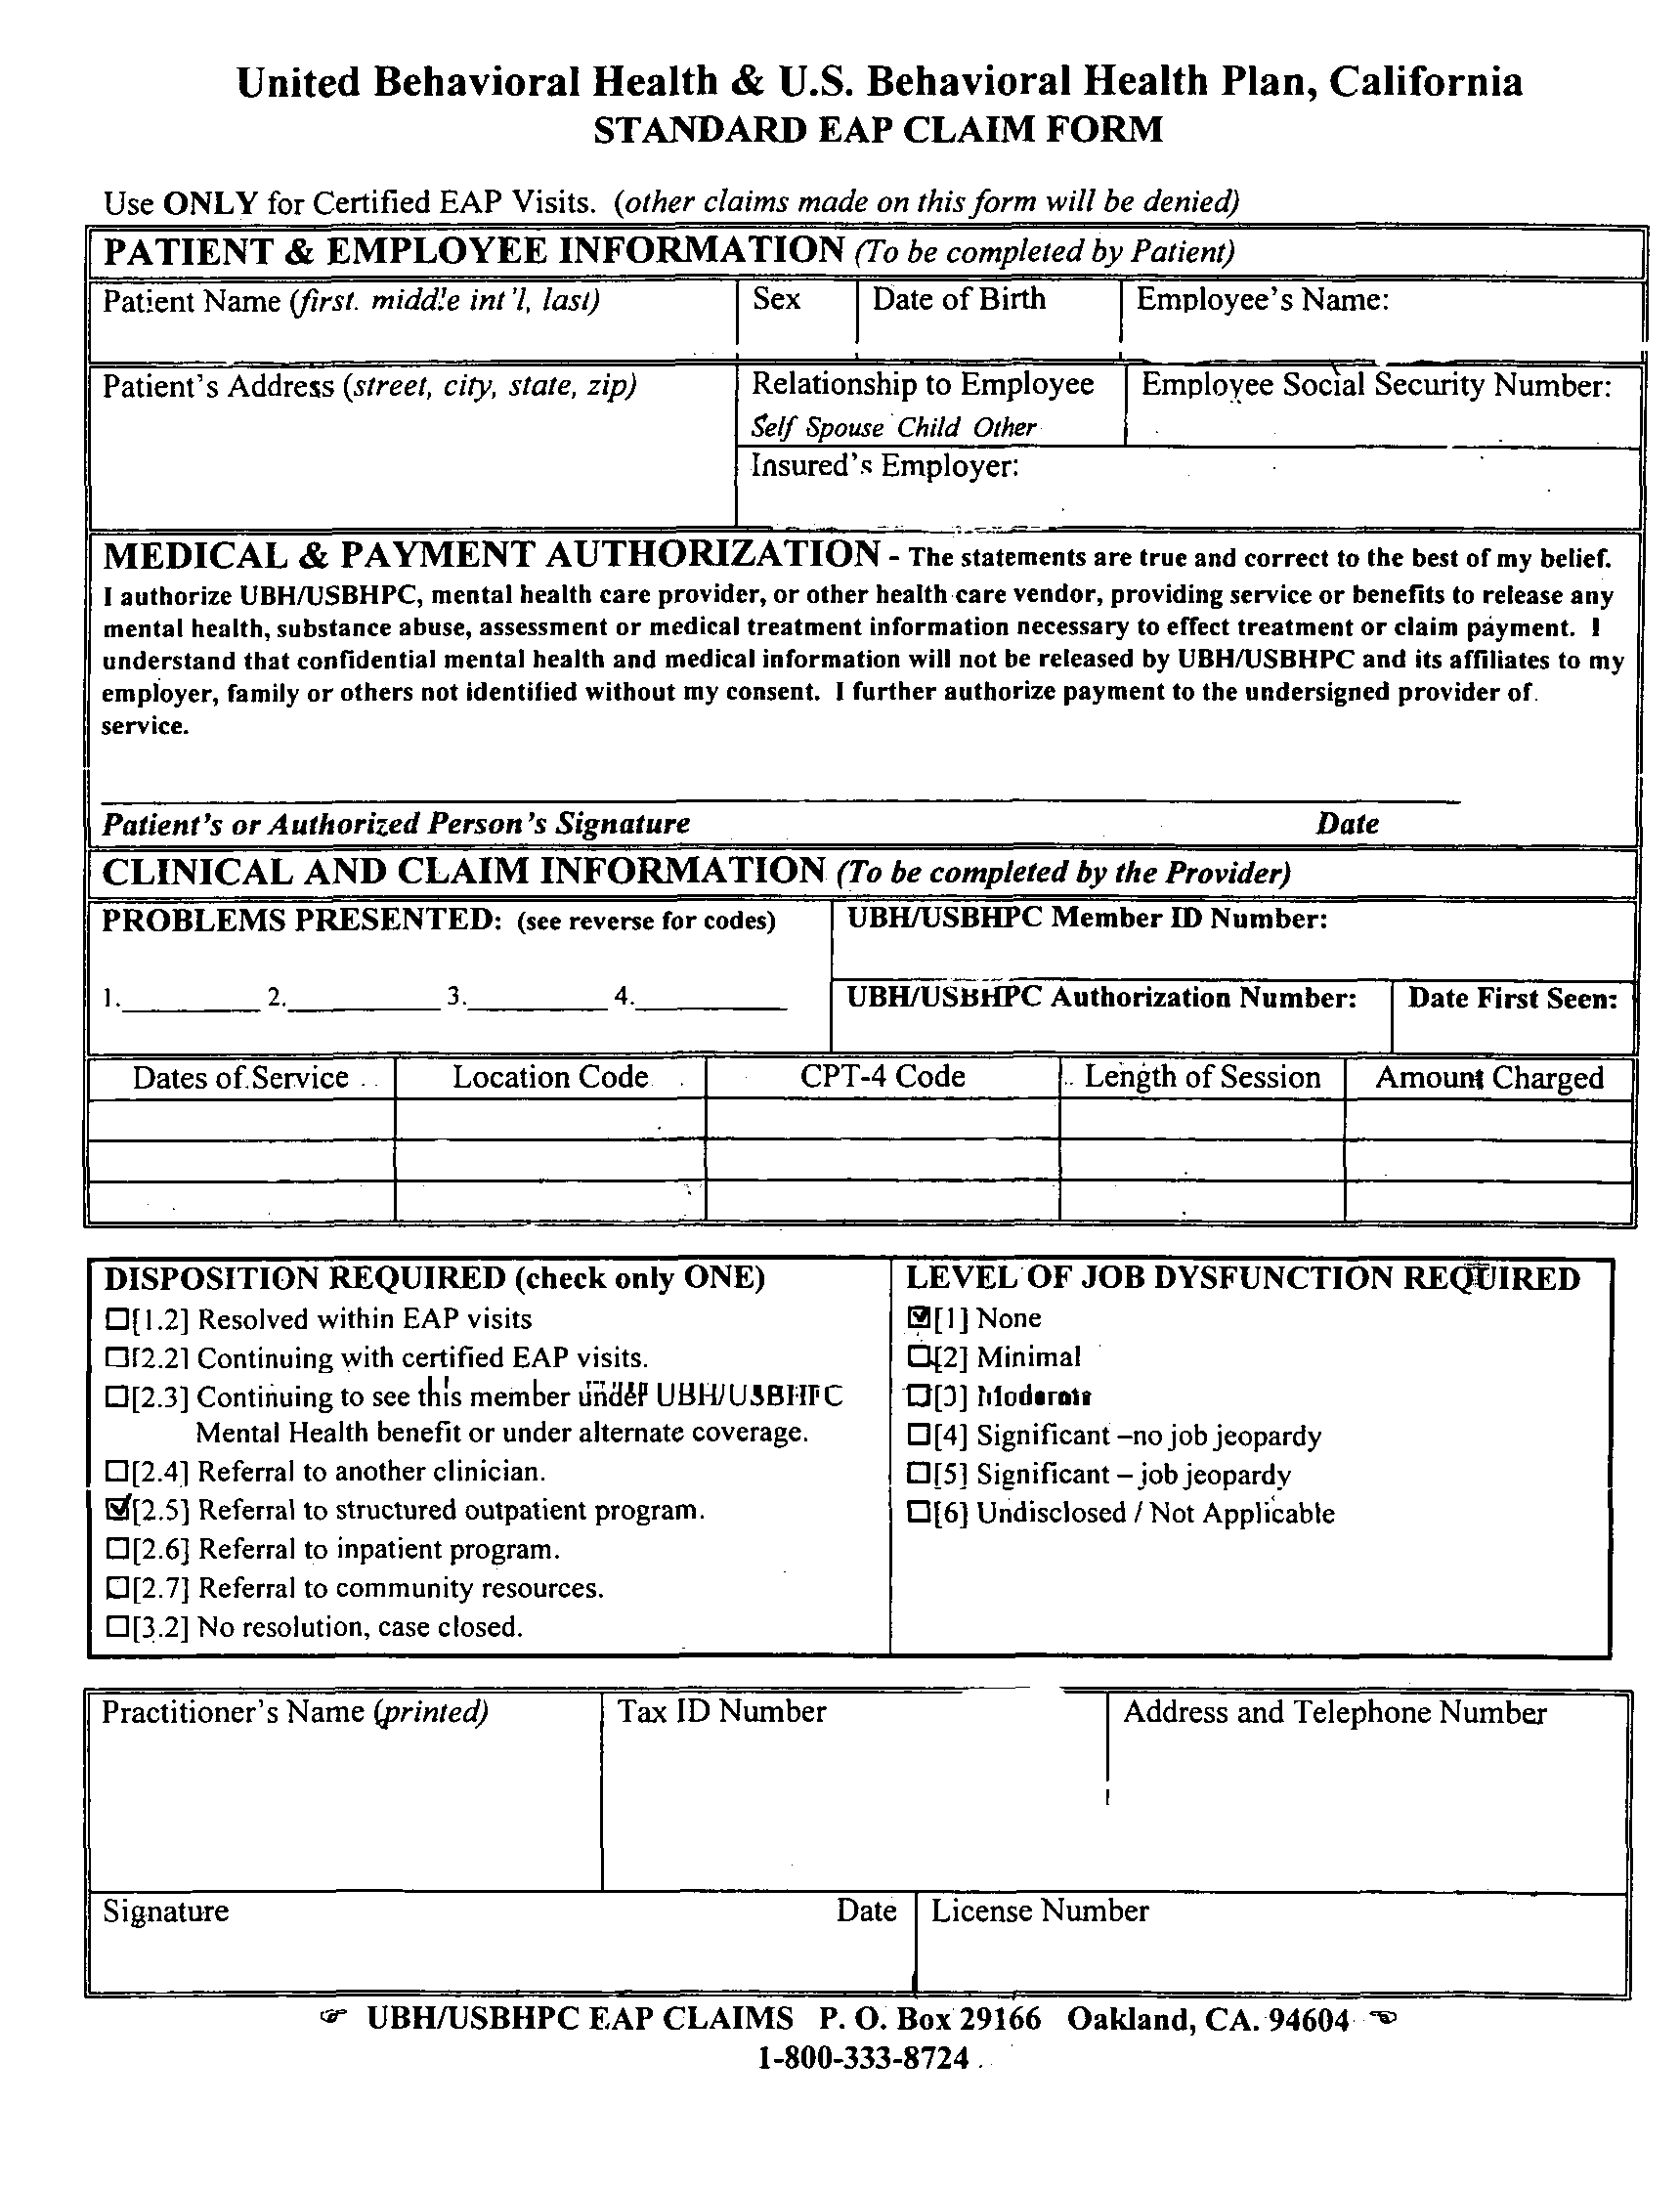 United Behavioral Health & U.S. Behavioral Health Plan, California
STANDARD EAP CLAIM FORM
Use ONLY for Certified EAP Visits. (other claims made on this form will be denied)
PATIENT & EMPLOYEE INFORMATION (To be completed by Patient)
Patient Name (first. middle int'l, last) Sex Date of Birth Employee's Name:
Patient's Address (street, city, state, zip) Relationship to Employee Employee Social Security Number:
Self Spouse Child Other
Insured's Employer:
MEDICAL & PAYMENT AUTHORIZATION - The statements are true and correct to the best of my belief.
I authorize UBH/USBHPC, mental health care provider, or other health care vendor, providing service or benefits to release any
mental health, substance abuse, assessment or medical treatment information necessary to effect treatment or claim payment. I
understand that confidential mental health and medical information will not be released by UBH/USBHPC and its affiliates to my
employer, family or others not identified without my consent. I further authorize payment to the undersigned provider of
service.
Patient's or Authorized Person's Signature Date
CLINICAL AND CLAIM INFORMATION (To be completed by the Provider)
PROBLEMS PRESENTED: (see reverse for codes) UBH/USBHPC Member ID Number:
1. 2. 3. 4.
UBH/USBHPC Authorization Number: Date First Seen:
Dates of Service Location Code CPT-4 Code Length of Session Amount Charged
DISPOSITION REQUIRED (check only ONE)
☐[1.2] Resolved within EAP visits
☐[2.2] Continuing with certified EAP visits.
☐[2.3] Continuing to see this member under UBH/USBHPC
Mental Health benefit or under alternate coverage.
☐[2.4] Referral to another clinician.
☑[2.5] Referral to structured outpatient program.
☐[2.6] Referral to inpatient program.
☐[2.7] Referral to community resources.
☐[3.2] No resolution, case closed.
LEVEL OF JOB DYSFUNCTION REQUIRED
☑[1] None
☐[2] Minimal
☐[3] Moderate
☐[4] Significant –no job jeopardy
☐[5] Significant – job jeopardy
☐[6] Undisclosed / Not Applicable
Practitioner's Name (printed) Tax ID Number Address and Telephone Number
Signature Date License Number
☞ UBH/USBHPC EAP CLAIMS P. O. Box 29166 Oakland, CA. 94604 ☜
1-800-333-8724